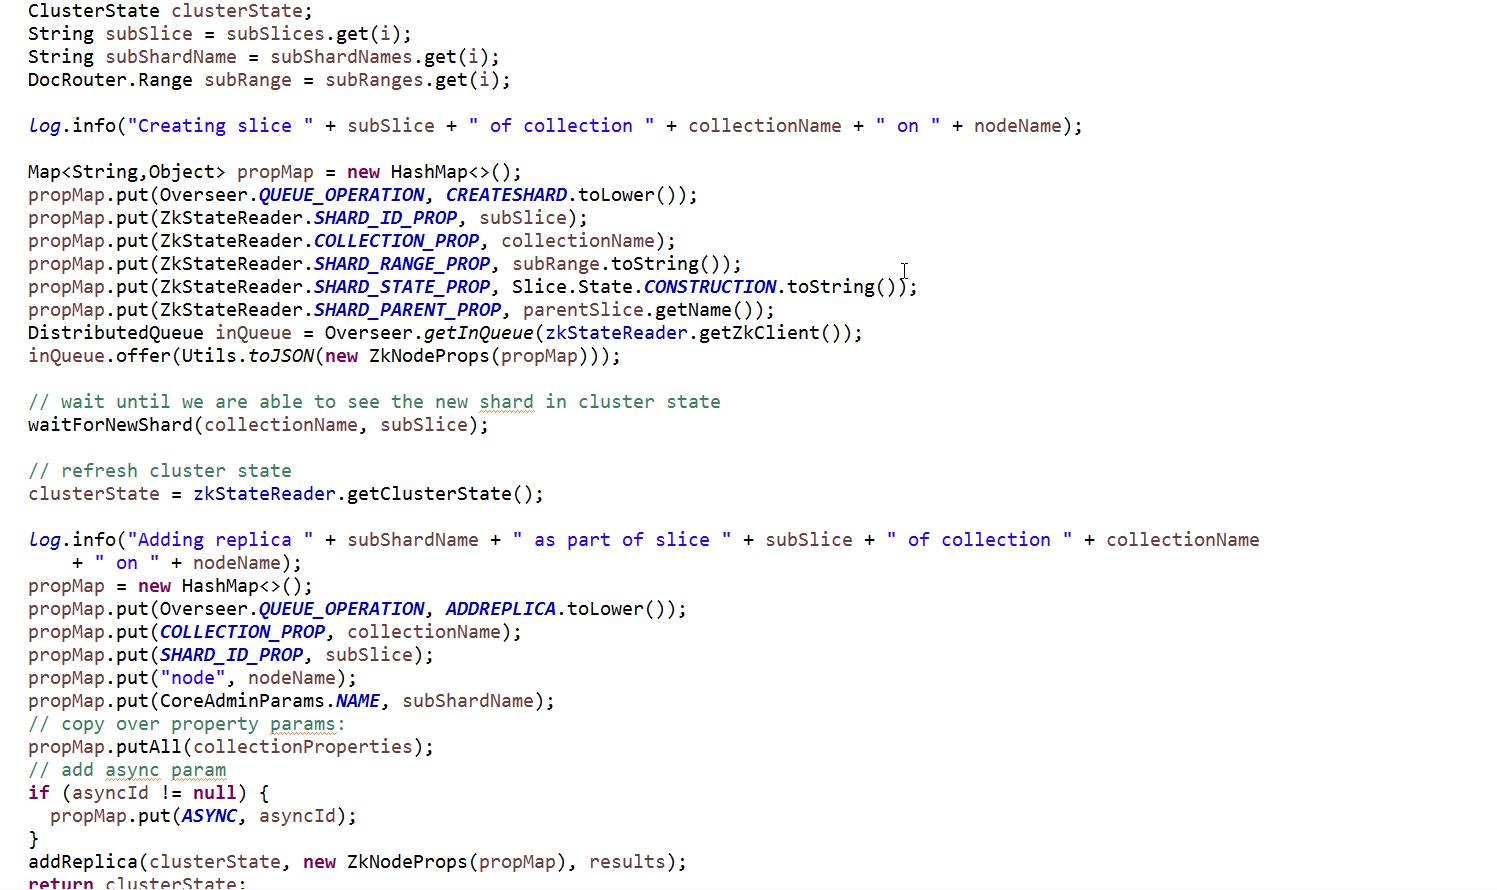 ClusterState clusterState;
String subSlice = subSlices.get(i);
String subShardName = subShardNames.get(i);
DocRouter.Range subRange = subRanges.get(i);
log.info("Creating slice " + subSlice + " of collection " + collectionName + " on " + nodeName);
Map<String,Object> propMap = new HashMap<>();
propMap.put(Overseer.QUEUE_OPERATION, CREATESHARD.toLower());
propMap.put(ZkStateReader.SHARD_ID_PROP, subSlice);
propMap.put(ZkStateReader.COLLECTION_PROP, collectionName);
propMap.put(ZkStateReader.SHARD_RANGE_PROP, subRange.toString());
propMap.put(ZkStateReader.SHARD_STATE_PROP, Slice.State.CONSTRUCTION.toString());
propMap.put(ZkStateReader.SHARD_PARENT_PROP, parentSlice.getName());
DistributedQueue inQueue = Overseer.getInQueue(zkStateReader.getZkClient());
inQueue.offer(Utils.toJSON(new ZkNodeProps(propMap)));
// wait until we are able to see the new shard in cluster state
waitForNewShard(collectionName, subSlice);
// refresh cluster state
clusterState = zkStateReader.getClusterState();
log.info("Adding replica " + subShardName + " as part of slice " + subSlice + " of collection " + collectionName
+ " on " + nodeName);
propMap = new HashMap<>();
propMap.put(Overseer.QUEUE_OPERATION, ADDREPLICA.toLower());
propMap.put(COLLECTION_PROP, collectionName);
propMap.put(SHARD_ID_PROP, subSlice);
propMap.put("node", nodeName);
propMap.put(CoreAdminParams.NAME, subShardName);
// copy over property params:
propMap.putAll(collectionProperties);
// add async param
if (asyncId != null) {
propMap.put(ASYNC, asyncId);
}
addReplica(clusterState, new ZkNodeProps(propMap), results);
return clusterState;